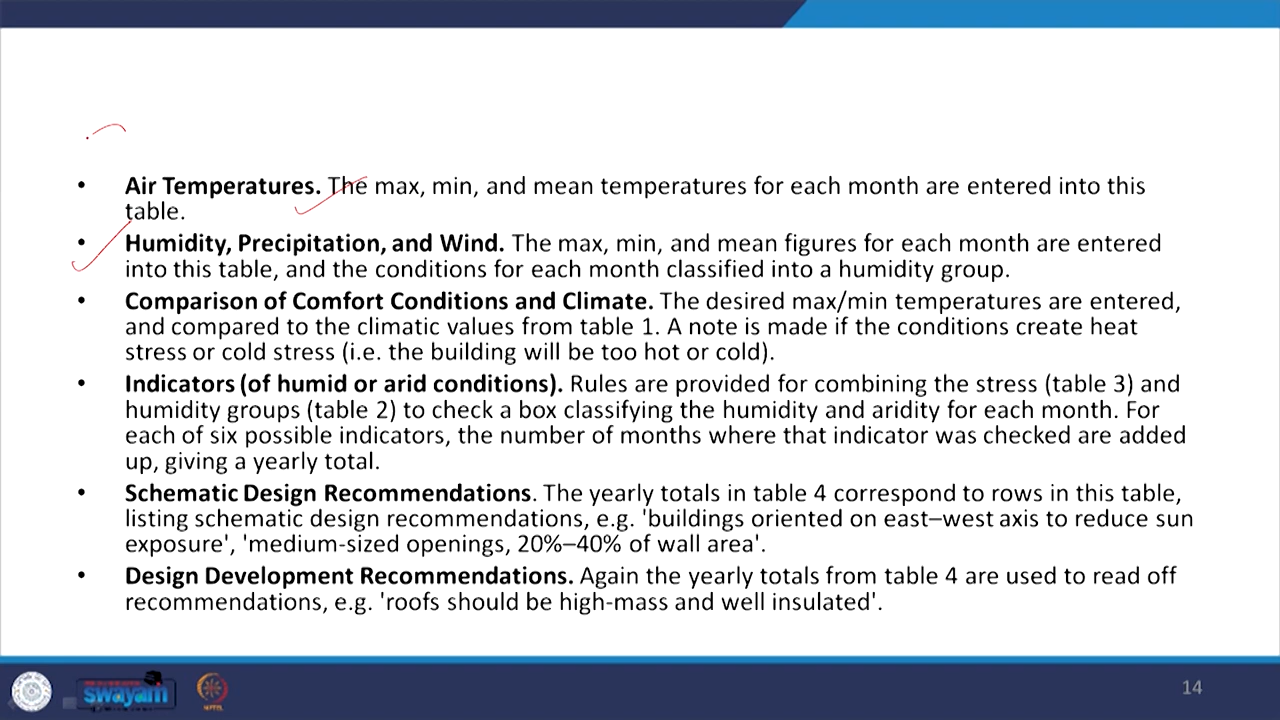 • Air Temperatures. The max, min, and mean temperatures for each month are entered into this
table.
• Humidity, Precipitation, and Wind. The max, min, and mean figures for each month are entered
into this table, and the conditions for each month classified into a humidity group.
• Comparison of Comfort Conditions and Climate. The desired max/min temperatures are entered,
and compared to the climatic values from table 1. A note is made if the conditions create heat
stress or cold stress (i.e. the building will be too hot or cold).
• Indicators (of humid or arid conditions). Rules are provided for combining the stress (table 3) and
humidity groups (table 2) to check a box classifying the humidity and aridity for each month. For
each of six possible indicators, the number of months where that indicator was checked are added
up, giving a yearly total.
• Schematic Design Recommendations. The yearly totals in table 4 correspond to rows in this table,
listing schematic design recommendations, e.g. 'buildings oriented on east–west axis to reduce sun
exposure', 'medium-sized openings, 20%–40% of wall area'.
• Design Development Recommendations. Again the yearly totals from table 4 are used to read off
recommendations, e.g. 'roofs should be high-mass and well insulated'.
swayam
14